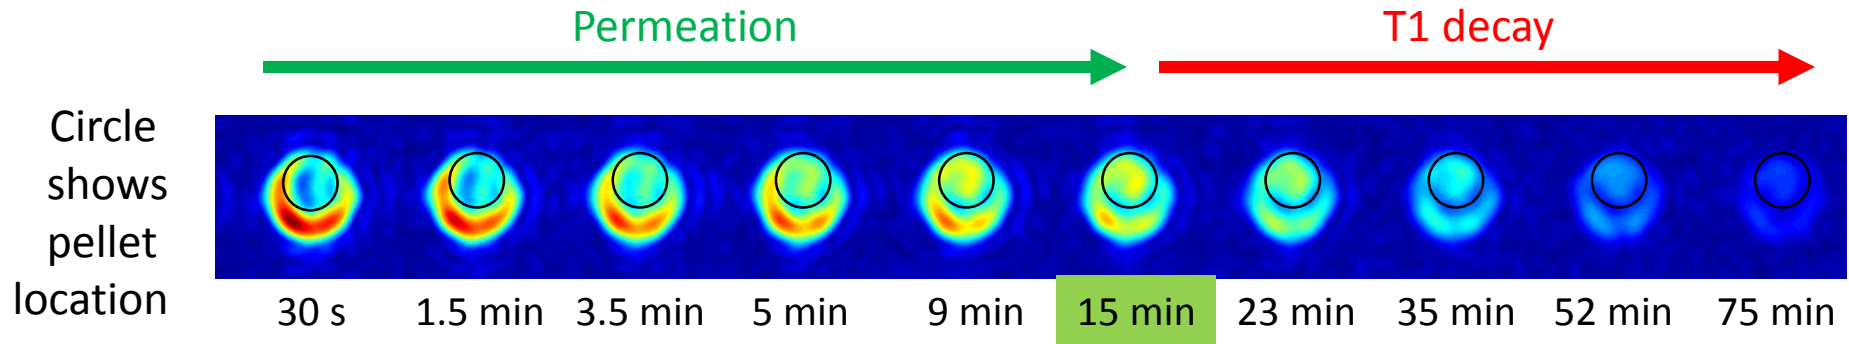 Permeation
T1 decay
Circle
shows
pellet
location
30 s
1.5 min
3.5 min
5 min
9 min
15 min
23 min
35 min
52 min
75 min